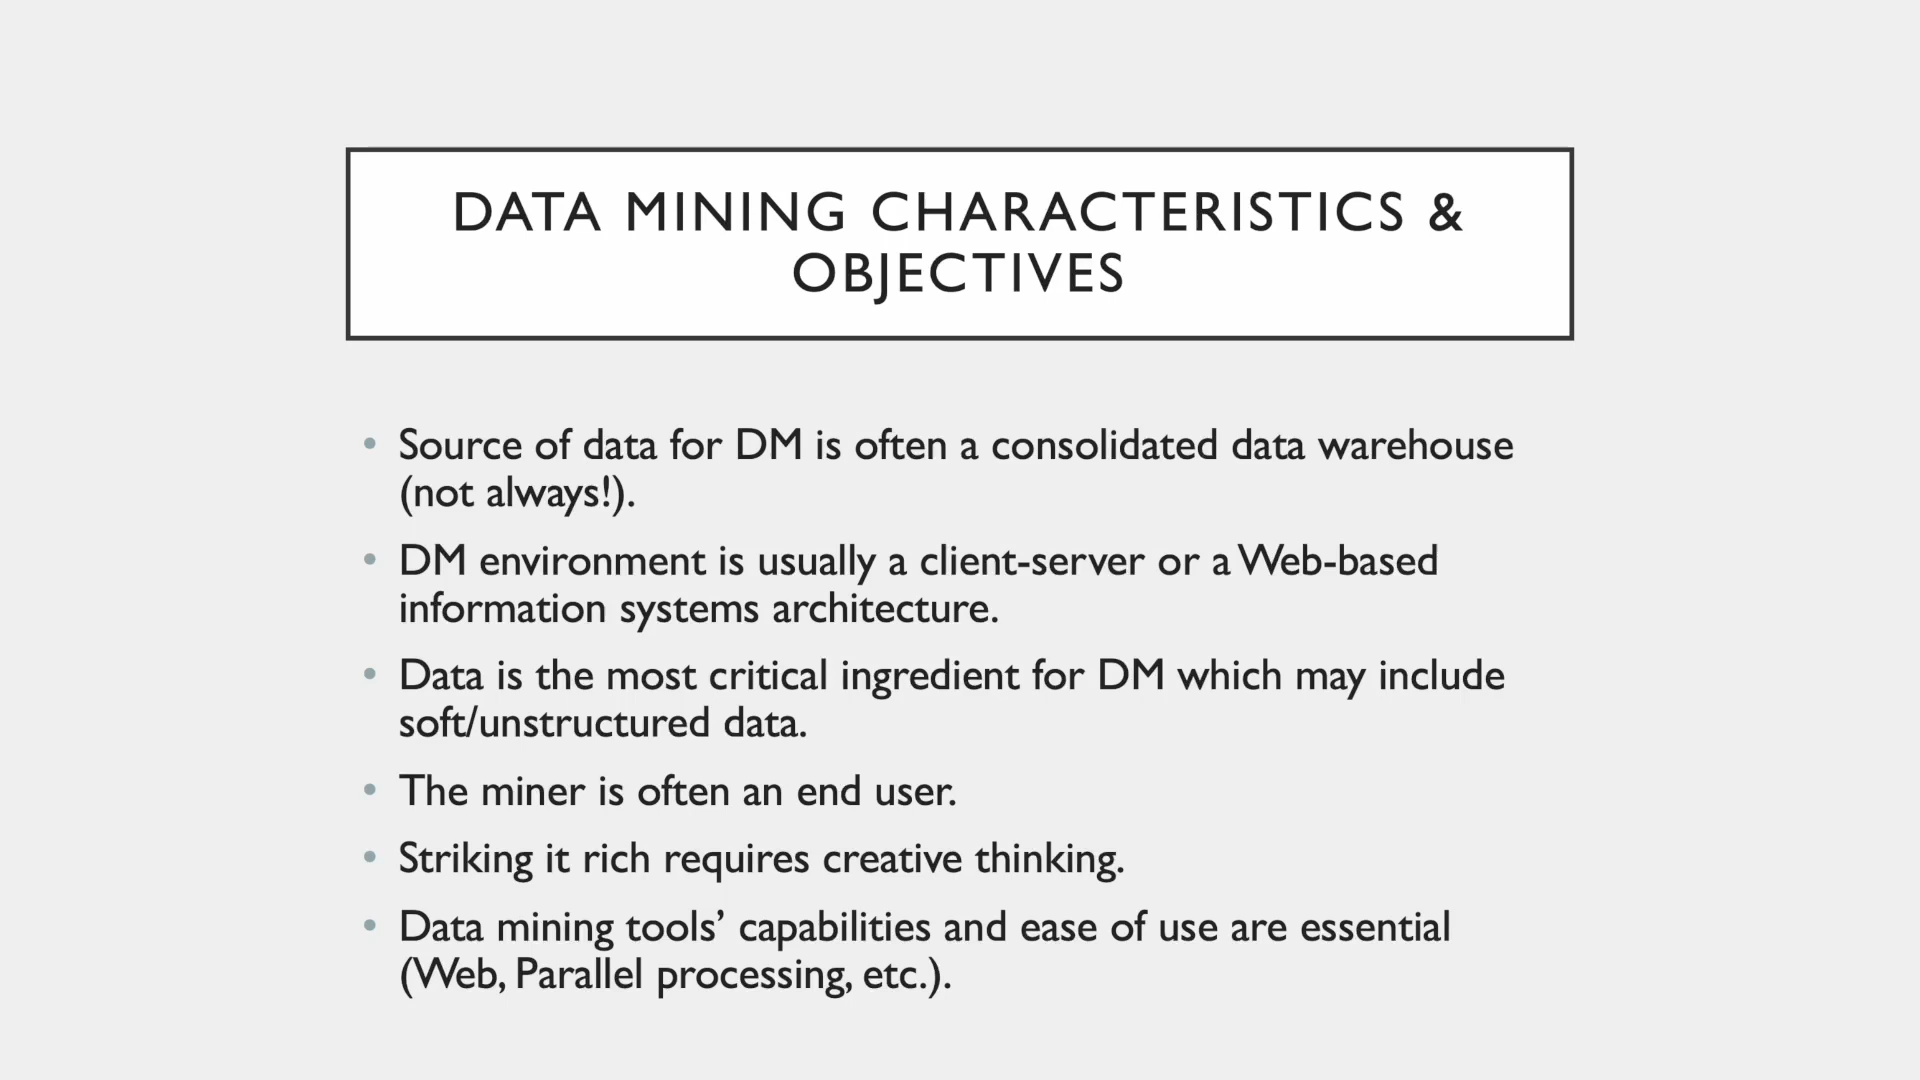 DATA MINING CHARACTERISTICS &
OBJECTIVES
• Source of data for DM is often a consolidated data warehouse
(not always!).
• DM environment is usually a client-server or a Web-based
information systems architecture.
• Data is the most critical ingredient for DM which may include
soft/unstructured data.
• The miner is often an end user.
• Striking it rich requires creative thinking.
• Data mining tools’ capabilities and ease of use are essential
(Web, Parallel processing, etc.).